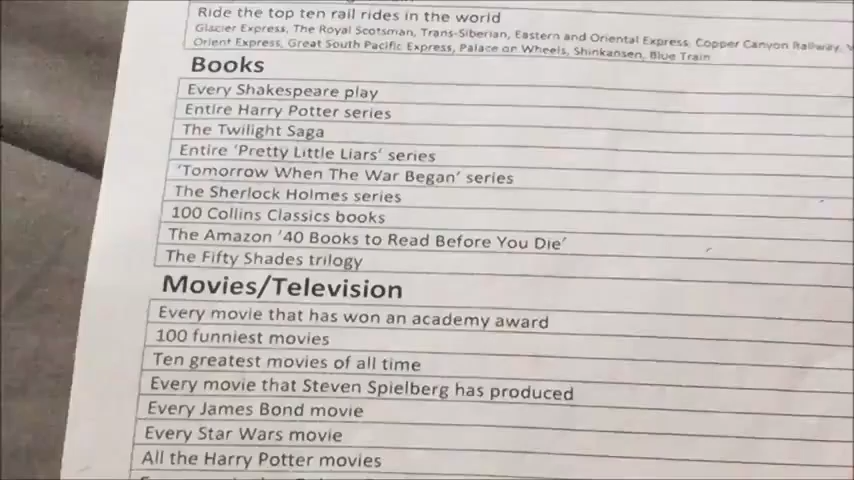 Ride the top ten rail rides in the world
Glacier Express, The Royal Scotsman, Trans-Siberian, Eastern and Oriental Express, Copper Canyon Railway,
Orient Express, Great South Pacific Express, Palace on Wheels, Shinkansen, Blue Train
Books
Every Shakespeare play
Entire Harry Potter series
The Twilight Saga
Entire 'Pretty Little Liars' series
'Tomorrow When The War Began' series
The Sherlock Holmes series
100 Collins Classics books
The Amazon '40 Books to Read Before You Die'
The Fifty Shades trilogy
Movies/Television
Every movie that has won an academy award
100 funniest movies
Ten greatest movies of all time
Every movie that Steven Spielberg has produced
Every James Bond movie
Every Star Wars movie
All the Harry Potter movies